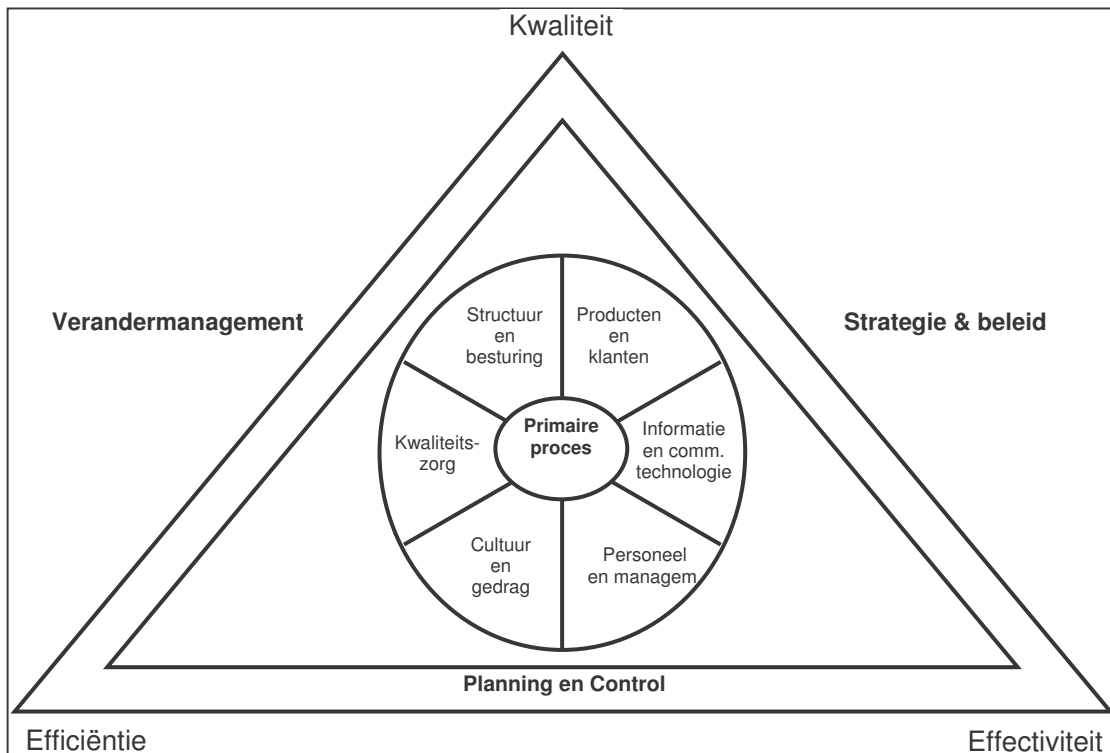 Kwaliteit
Verandermanagement
Strategie & beleid
Structuur
en
besturing
Producten
en
klanten
Primaire
proces
Kwaliteits-
zorg
Informatie
en comm.
technologie
Cultuur
en
gedrag
Personeel
en managem
Planning en Control
Efficiëntie
Effectiviteit